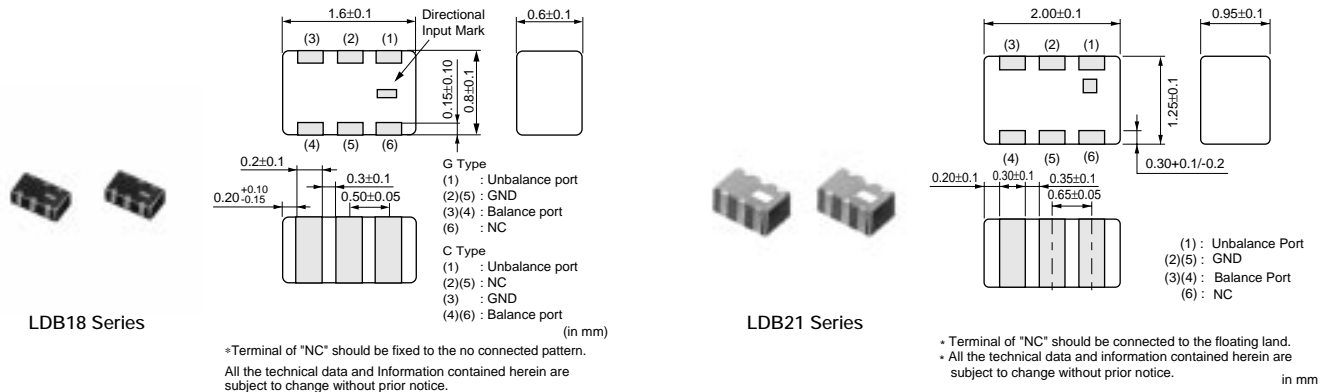 1.6±0.1
Directional
Input Mark
0.6±0.1
(3) (2) (1)
0.15±0.10
0.8±0.1
(4) (5) (6)
0.2±0.1
0.3±0.1
0.20 +0.10 -0.15
0.50±0.05
G Type
(1) : Unbalance port
(2)(5) : GND
(3)(4) : Balance port
(6) : NC
C Type
(1) : Unbalance port
(2)(5) : NC
(3) : GND
(4)(6) : Balance port
(in mm)
LDB18 Series
*Terminal of "NC" should be fixed to the no connected pattern.
All the technical data and Information contained herein are
subject to change without prior notice.
2.00±0.1
0.95±0.1
(3) (2) (1)
1.25±0.1
(4) (5) (6)
0.30+0.1/-0.2
0.20±0.1
0.30±0.1
0.35±0.1
0.65±0.05
(1) : Unbalance Port
(2)(5) : GND
(3)(4) : Balance Port
(6) : NC
LDB21 Series
* Terminal of "NC" should be connected to the floating land.
* All the technical data and information contained herein are
subject to change without prior notice.
in mm